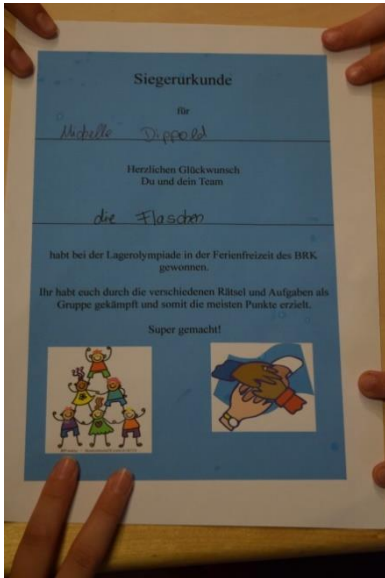 Siegerurkunde
für
Michelle Dippold
Herzlichen Glückwunsch
Du und dein Team
die Flaschen
habt bei der Lagerolympiade in der Ferienfreizeit des BRK
gewonnen.
Ihr habt euch durch die verschiedenen Rätsel und Aufgaben als
Gruppe gekämpft und somit die meisten Punkte erzielt.
Super gemacht!